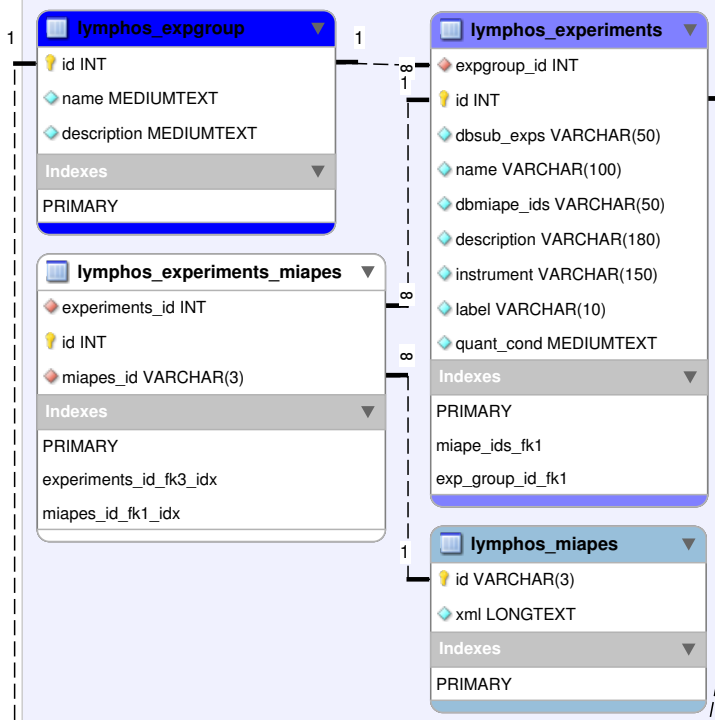 1
lymphos_expgroup
id INT
name MEDIUMTEXT
description MEDIUMTEXT
Indexes
PRIMARY
1
∞
1
lymphos_experiments
expgroup_id INT
id INT
dbsub_exps VARCHAR(50)
name VARCHAR(100)
dbmiape_ids VARCHAR(50)
description VARCHAR(180)
instrument VARCHAR(150)
label VARCHAR(10)
quant_cond MEDIUMTEXT
Indexes
PRIMARY
miape_ids_fk1
exp_group_id_fk1
lymphos_experiments_miapes
experiments_id INT
id INT
miapes_id VARCHAR(3)
Indexes
PRIMARY
experiments_id_fk3_idx
miapes_id_fk1_idx
∞
∞
1
lymphos_miapes
id VARCHAR(3)
xml LONGTEXT
Indexes
PRIMARY